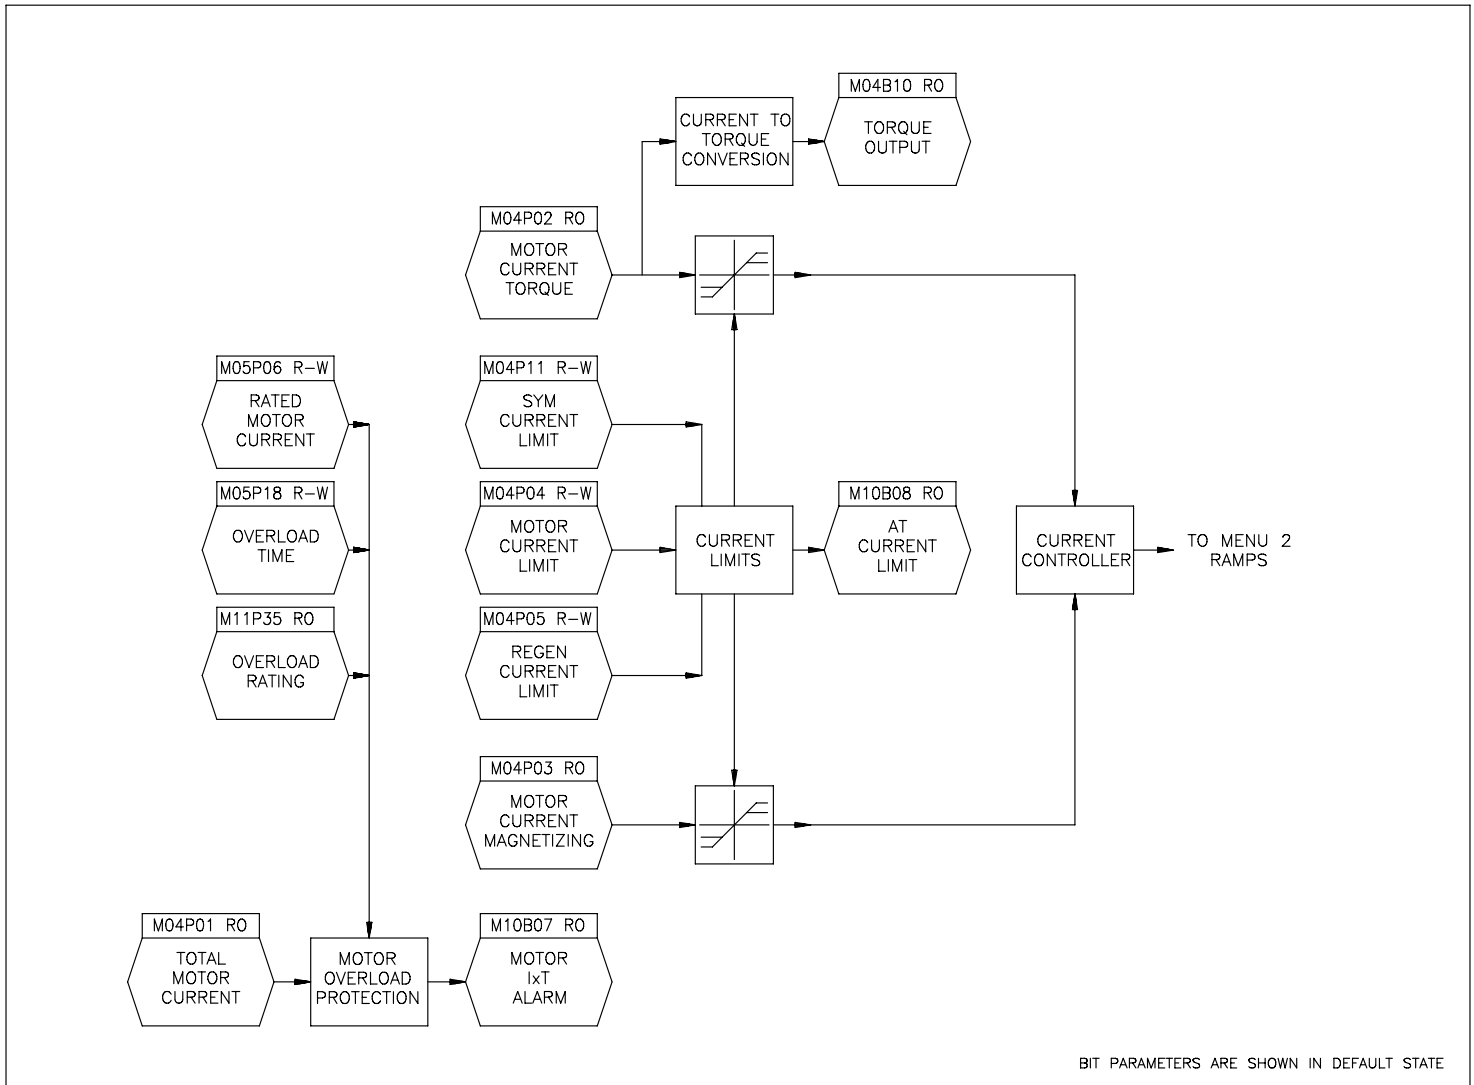 M04B10 RO
TORQUE
OUTPUT
CURRENT TO
TORQUE
CONVERSION
M04P02 RO
MOTOR
CURRENT
TORQUE
M05P06 R-W
RATED
MOTOR
CURRENT
M04P11 R-W
SYM
CURRENT
LIMIT
M05P18 R-W
OVERLOAD
TIME
M04P04 R-W
MOTOR
CURRENT
LIMIT
CURRENT
LIMITS
M10B08 RO
AT
CURRENT
LIMIT
CURRENT
CONTROLLER
TO MENU 2
RAMPS
M11P35 RO
OVERLOAD
RATING
M04P05 R-W
REGEN
CURRENT
LIMIT
M04P03 RO
MOTOR
CURRENT
MAGNETIZING
M04P01 RO
TOTAL
MOTOR
CURRENT
MOTOR
OVERLOAD
PROTECTION
M10B07 RO
MOTOR
IxT
ALARM
BIT PARAMETERS ARE SHOWN IN DEFAULT STATE